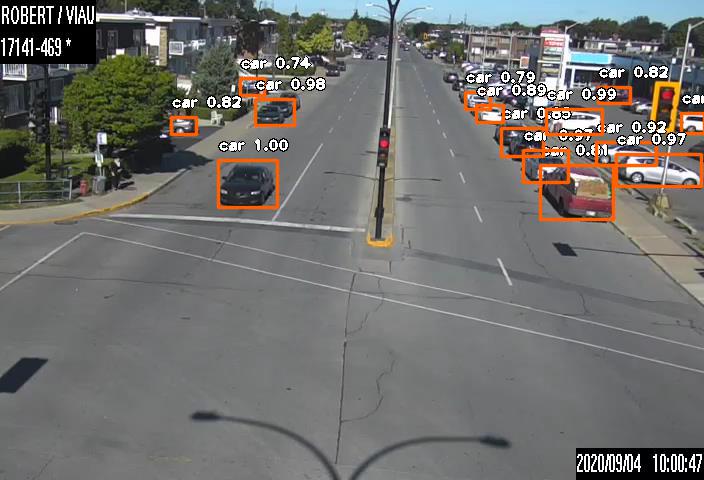 ROBERT / VIAU
17141-469 *
car 0.74
car 0.98
car 0.82
car 1.00
car 0.79
car 0.89
car 0.99
car 0.82
car 0.92
car 0.97
car 0.81
2020/09/04 10:00:47